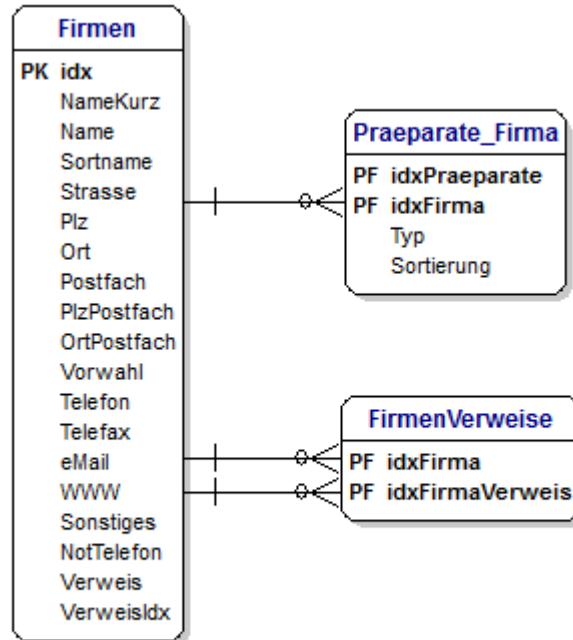 Firmen
PK idx
NameKurz
Name
Sortname
Strasse
Plz
Ort
Postfach
PlzPostfach
OrtPostfach
Vorwahl
Telefon
Telefax
eMail
WWW
Sonstiges
NotTelefon
Verweis
VerweisIdx
Praeparate_Firma
PF idxPraeparate
PF idxFirma
Typ
Sortierung
FirmenVerweise
PF idxFirma
PF idxFirmaVerweis